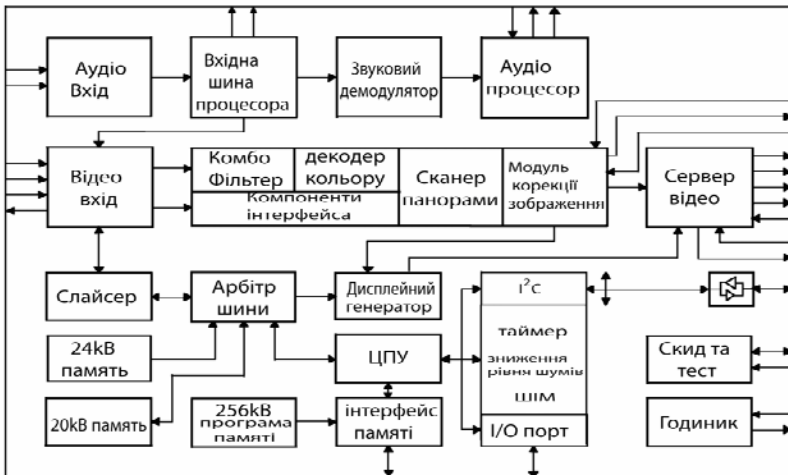 Аудіо
Вхід
Вхідна
шина
процесора
Звуковий
демодулятор
Аудіо
процесор
Відео
вхід
Комбо
Фільтер
декодер
кольору
Компоненти
інтерфейса
Сканер
панорами
Модуль
корекції
зображення
Сервер
відео
Слайсер
Арбітр
шини
Дисплейний
генератор
I²C
таймер
зниження
рівня шумів
ШІМ
I/O порт
24kB
память
ЦПУ
Скид та
тест
20kB память
256kB
програма
памяті
інтерфейс
памяті
Годиник